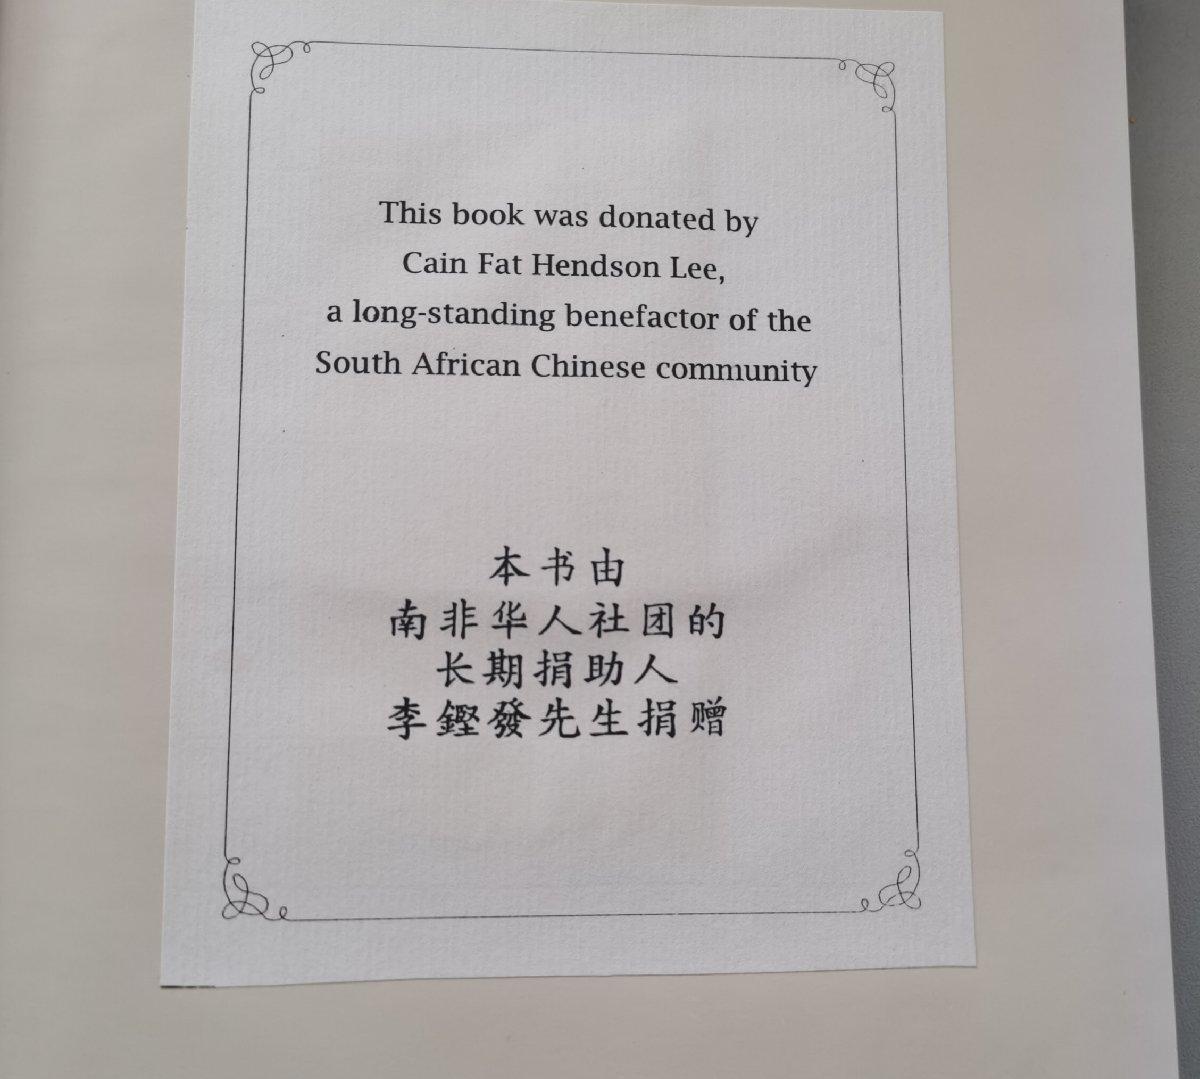 This book was donated by
Cain Fat Hendson Lee,
a long-standing benefactor of the
South African Chinese community
本书由
南非华人社团的
长期捐助人
李鏗發先生捐赠